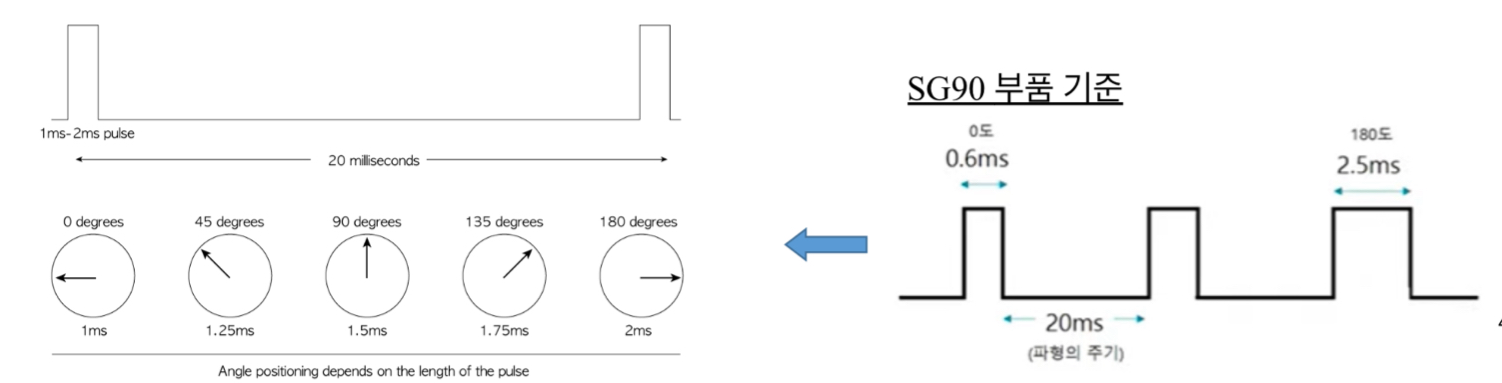 1ms-2ms pulse
20 milliseconds
0 degrees
45 degrees
90 degrees
135 degrees
180 degrees
1ms
1.25ms
1.5ms
1.75ms
2ms
Angle positioning depends on the length of the pulse
SG90 부품 기준
0도
0.6ms
180도
2.5ms
20ms
(파형의 주기)